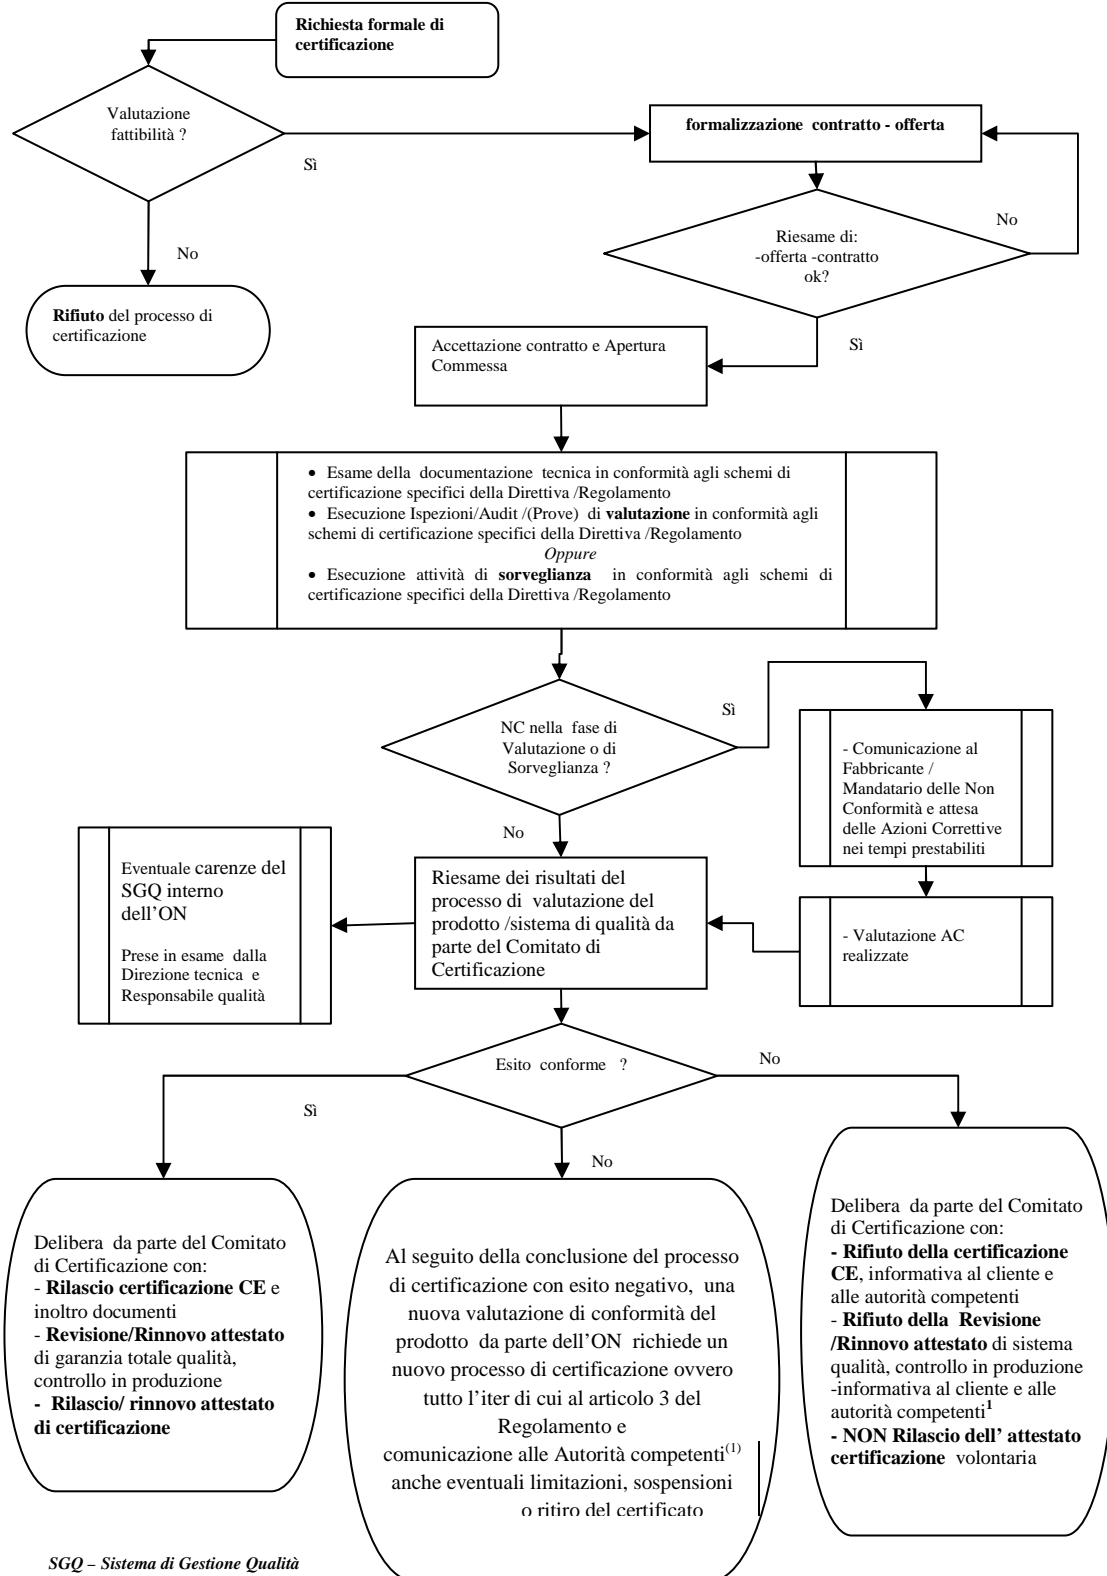 Richiesta formale di
certificazione
Valutazione
fattibilità ?
Sì
formalizzazione contratto - offerta
No
Riesame di:
-offerta -contratto
ok?
No
Rifiuto del processo di
certificazione
Sì
Accettazione contratto e Apertura
Commessa
• Esame della documentazione tecnica in conformità agli schemi di
certificazione specifici della Direttiva /Regolamento
• Esecuzione Ispezioni/Audit /(Prove) di valutazione in conformità agli
schemi di certificazione specifici della Direttiva /Regolamento
Oppure
• Esecuzione attività di sorveglianza in conformità agli schemi di
certificazione specifici della Direttiva /Regolamento
NC nella fase di
Valutazione o di
Sorveglianza ?
Sì
- Comunicazione al
Fabbricante /
Mandatario delle Non
Conformità e attesa
delle Azioni Correttive
nei tempi prestabiliti
No
Eventuale carenze del
SGQ interno
dell'ON
Prese in esame dalla
Direzione tecnica e
Responsabile qualità
Riesame dei risultati del
processo di valutazione del
prodotto /sistema di qualità da
parte del Comitato di
Certificazione
- Valutazione AC
realizzate
Esito conforme ?
No
Sì
No
Delibera da parte del Comitato
di Certificazione con:
- Rilascio certificazione CE e
inoltro documenti
- Revisione/Rinnovo attestato
di garanzia totale qualità,
controllo in produzione
- Rilascio/ rinnovo attestato
di certificazione
Al seguito della conclusione del processo
di certificazione con esito negativo, una
nuova valutazione di conformità del
prodotto da parte dell'ON richiede un
nuovo processo di certificazione ovvero
tutto l'iter di cui al articolo 3 del
Regolamento e
comunicazione alle Autorità competenti(1)
anche eventuali limitazioni, sospensioni
o ritiro del certificato
Delibera da parte del Comitato
di Certificazione con:
- Rifiuto della certificazione
CE, informativa al cliente e
alle autorità competenti
- Rifiuto della Revisione
/Rinnovo attestato di sistema
qualità, controllo in produzione
-informativa al cliente e alle
autorità competenti1
- NON Rilascio dell' attestato
certificazione volontaria
SGQ – Sistema di Gestione Qualità